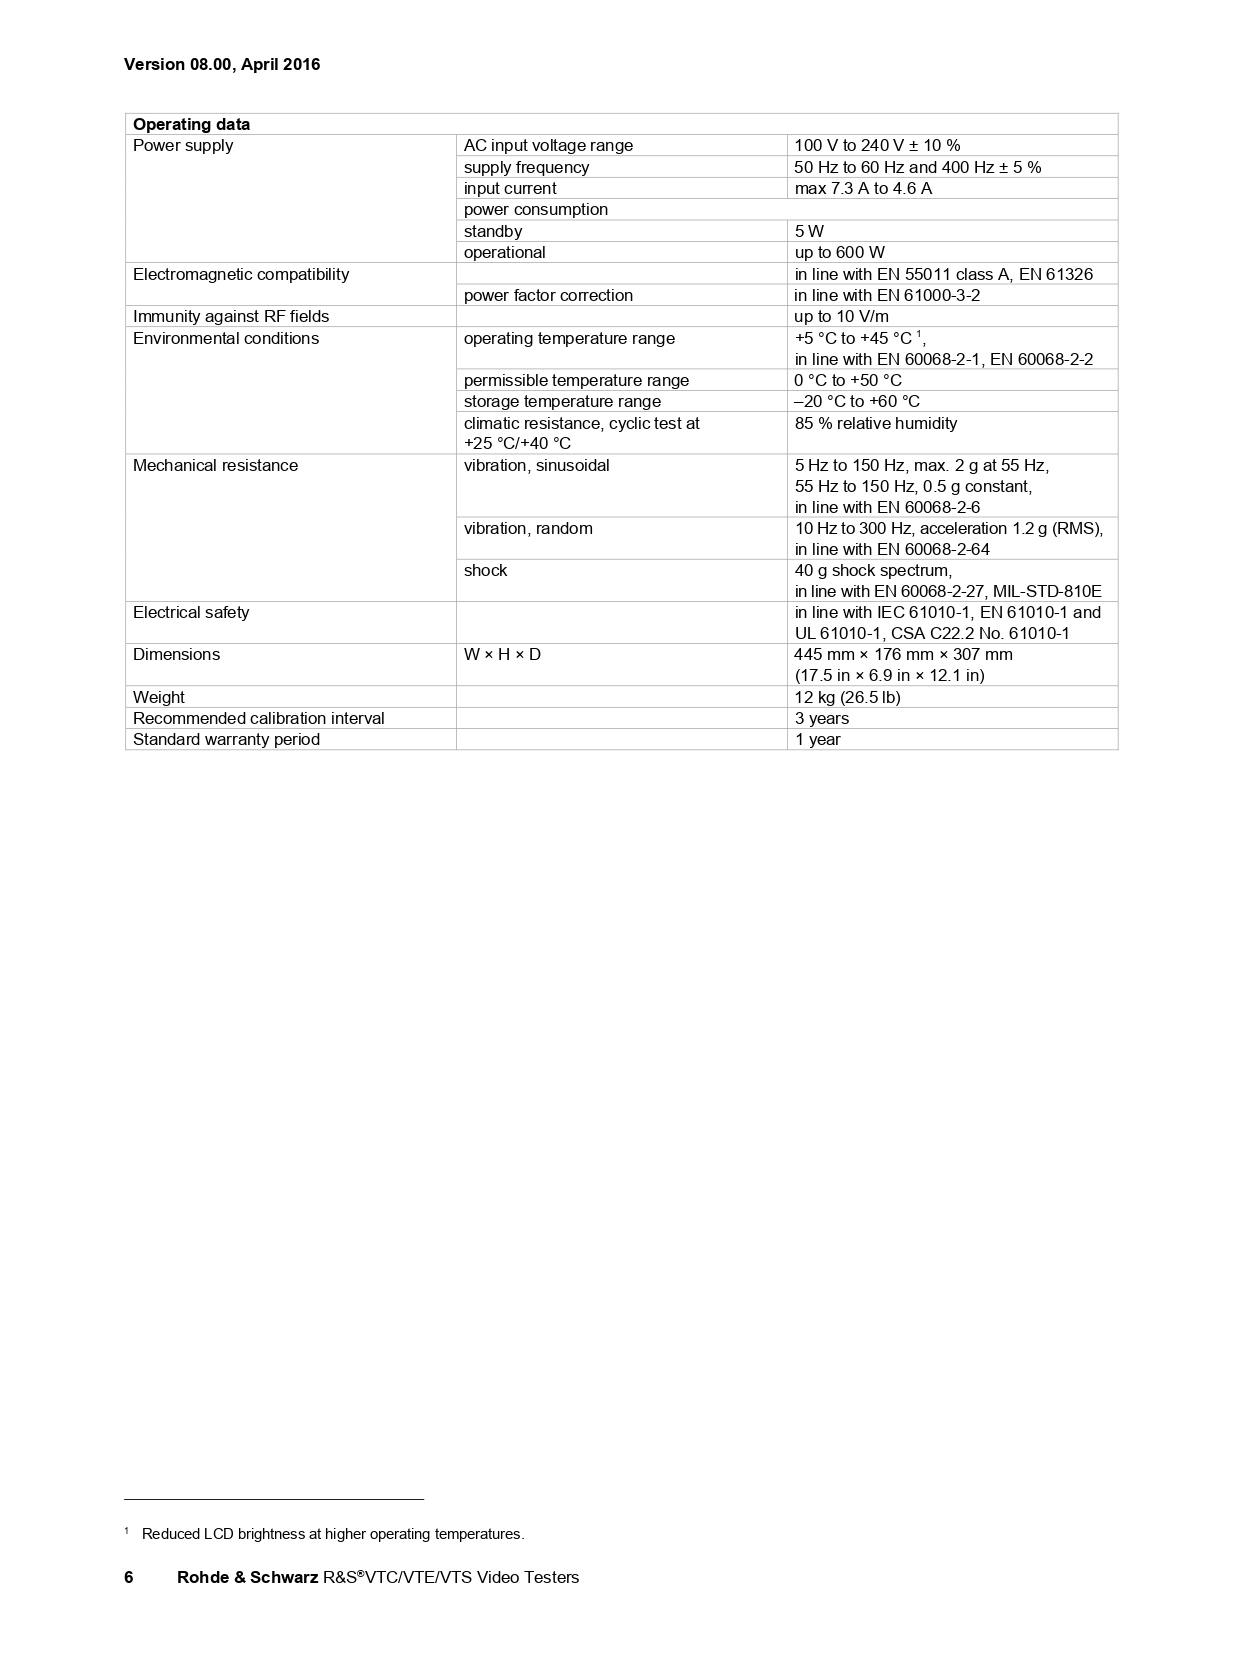 Version 08.00, April 2016
Operating data
Power supply AC input voltage range 100 V to 240 V ± 10 %
supply frequency 50 Hz to 60 Hz and 400 Hz ± 5 %
input current max 7.3 A to 4.6 A
power consumption
standby 5 W
operational up to 600 W
Electromagnetic compatibility in line with EN 55011 class A, EN 61326
power factor correction in line with EN 61000-3-2
Immunity against RF fields up to 10 V/m
Environmental conditions operating temperature range +5 °C to +45 °C ¹,
in line with EN 60068-2-1, EN 60068-2-2
permissible temperature range 0 °C to +50 °C
storage temperature range –20 °C to +60 °C
climatic resistance, cyclic test at 85 % relative humidity
+25 °C/+40 °C
Mechanical resistance vibration, sinusoidal 5 Hz to 150 Hz, max. 2 g at 55 Hz,
55 Hz to 150 Hz, 0.5 g constant,
in line with EN 60068-2-6
vibration, random 10 Hz to 300 Hz, acceleration 1.2 g (RMS),
in line with EN 60068-2-64
shock 40 g shock spectrum,
in line with EN 60068-2-27, MIL-STD-810E
Electrical safety in line with IEC 61010-1, EN 61010-1 and
UL 61010-1, CSA C22.2 No. 61010-1
Dimensions W × H × D 445 mm × 176 mm × 307 mm
(17.5 in × 6.9 in × 12.1 in)
Weight 12 kg (26.5 lb)
Recommended calibration interval 3 years
Standard warranty period 1 year
¹ Reduced LCD brightness at higher operating temperatures.
6 Rohde & Schwarz R&S®VTC/VTE/VTS Video Testers